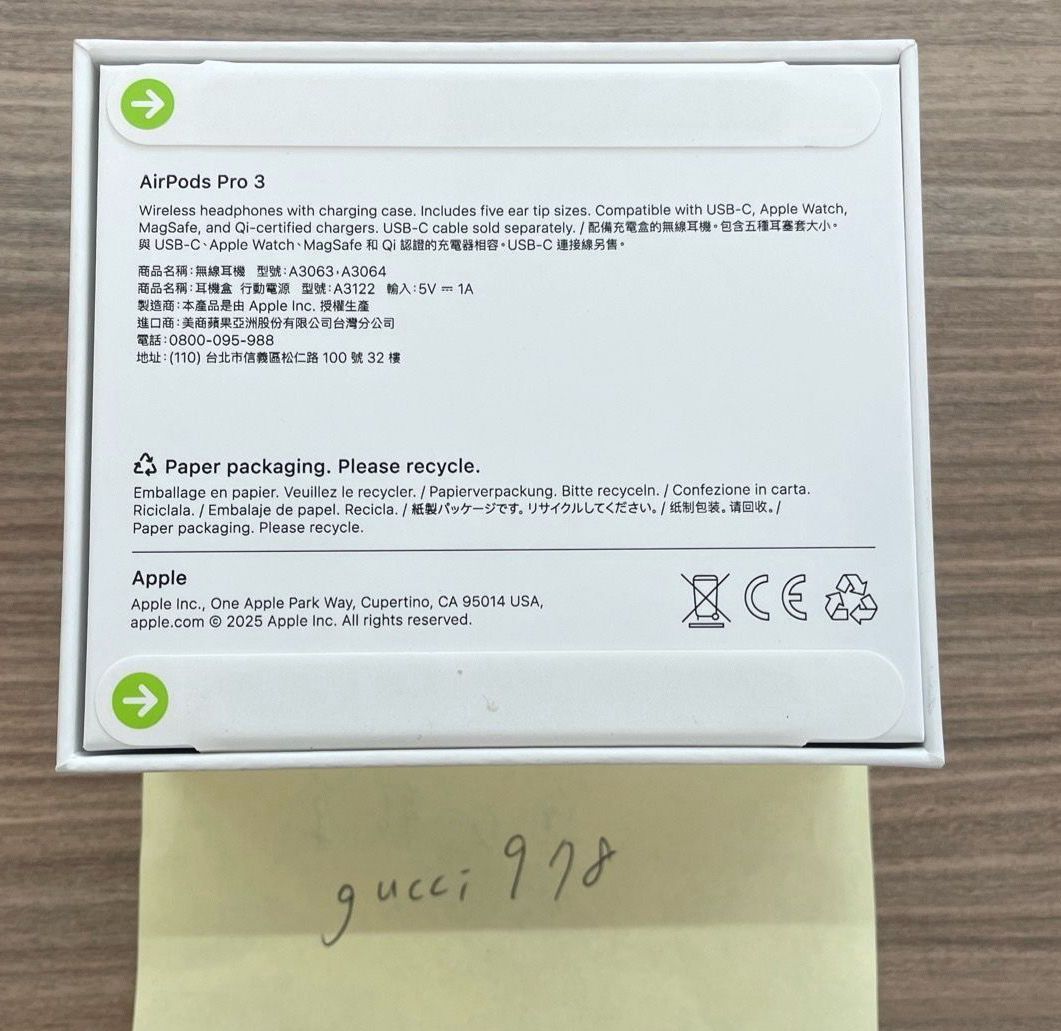 AirPods Pro 3
Wireless headphones with charging case. Includes five ear tip sizes. Compatible with USB-C, Apple Watch,
MagSafe, and Qi-certified chargers. USB-C cable sold separately. / 配備充電盒的無線耳機。包含五種耳塞套大小。
與 USB-C、Apple Watch、MagSafe 和 Qi 認證的充電器相容。USB-C 連接線另售。
商品名稱：無線耳機 型號：A3063，A3064
商品名稱：耳機盒 行動電源 型號：A3122 輸入：5V ⎓ 1A
製造商：本產品是由 Apple Inc. 授權生產
進口商：美商蘋果亞洲股份有限公司台灣分公司
電話：0800-095-988
地址：(110) 台北市信義區松仁路 100 號 32 樓
Paper packaging. Please recycle.
Emballage en papier. Veuillez le recycler. / Papierverpackung. Bitte recyceln. / Confezione in carta.
Riciclala. / Embalaje de papel. Recicla. / 紙製パッケージです。リサイクルしてください。/ 纸制包装。请回收。/
Paper packaging. Please recycle.
Apple
Apple Inc., One Apple Park Way, Cupertino, CA 95014 USA,
apple.com © 2025 Apple Inc. All rights reserved.
CE
gucci 978